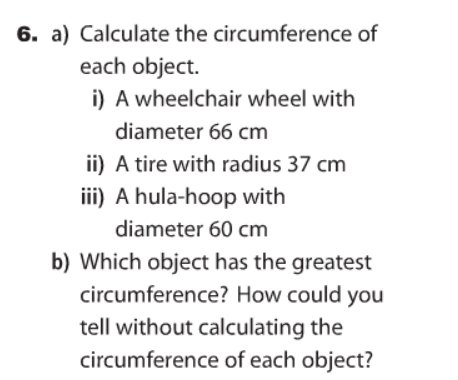 6. a) Calculate the circumference of
each object.
i) A wheelchair wheel with
diameter 66 cm
ii) A tire with radius 37 cm
iii) A hula-hoop with
diameter 60 cm
b) Which object has the greatest
circumference? How could you
tell without calculating the
circumference of each object?